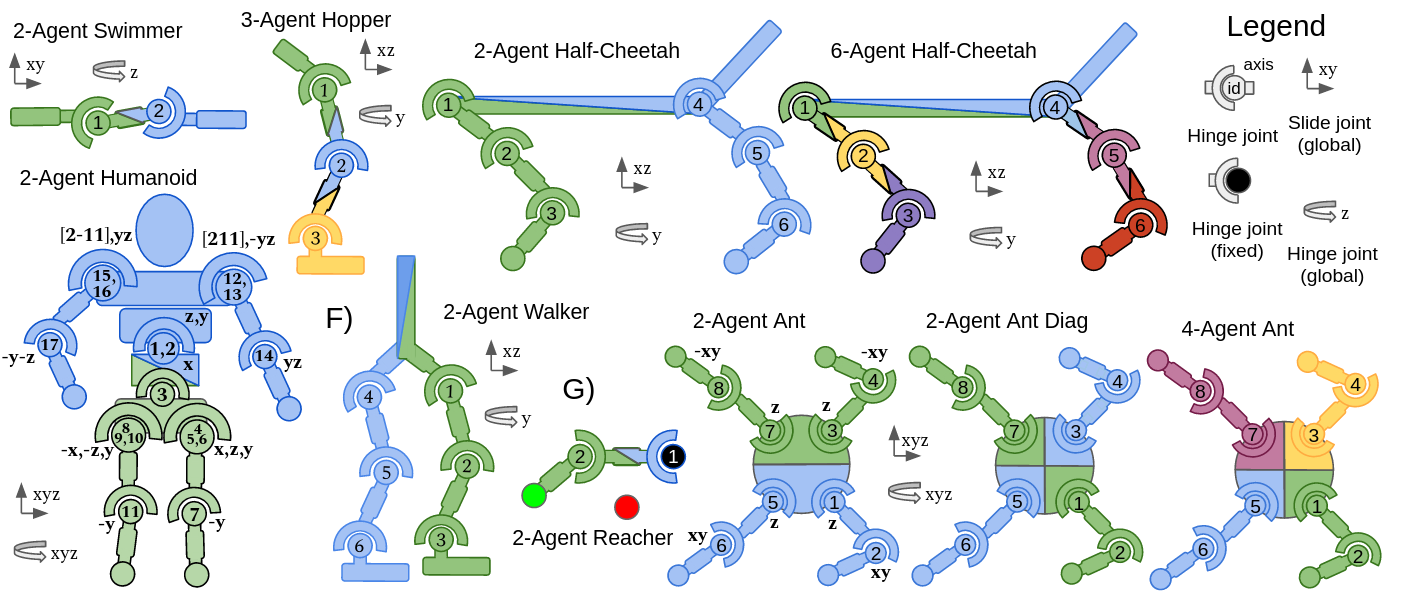 2-Agent Swimmer
xy
z
1
2
3-Agent Hopper
xz
y
1
2
3
2-Agent Half-Cheetah
1
2
3
4
5
6
xz
y
6-Agent Half-Cheetah
1
2
3
4
5
6
xz
y
Legend
axis
id
xy
Hinge joint
Slide joint
(global)
Hinge joint
(fixed)
z
Hinge joint
(global)
2-Agent Humanoid
[2-11],yz
[211],-yz
15,
16
12,
13
z,y
1,2
x
17
-y-z
14
yz
3
8
9,10
4
5,6
-x,-z,y
x,z,y
11
-y
7
-y
xyz
xyz
F)
2-Agent Walker
xz
y
4
1
5
2
6
3
G)
2
1
2-Agent Reacher
2-Agent Ant
-xy
-xy
8
4
z
z
7
3
5
1
z
z
xy
6
2
xy
xyz
xyz
2-Agent Ant Diag
8
4
7
3
5
1
6
2
4-Agent Ant
8
4
7
3
5
1
6
2